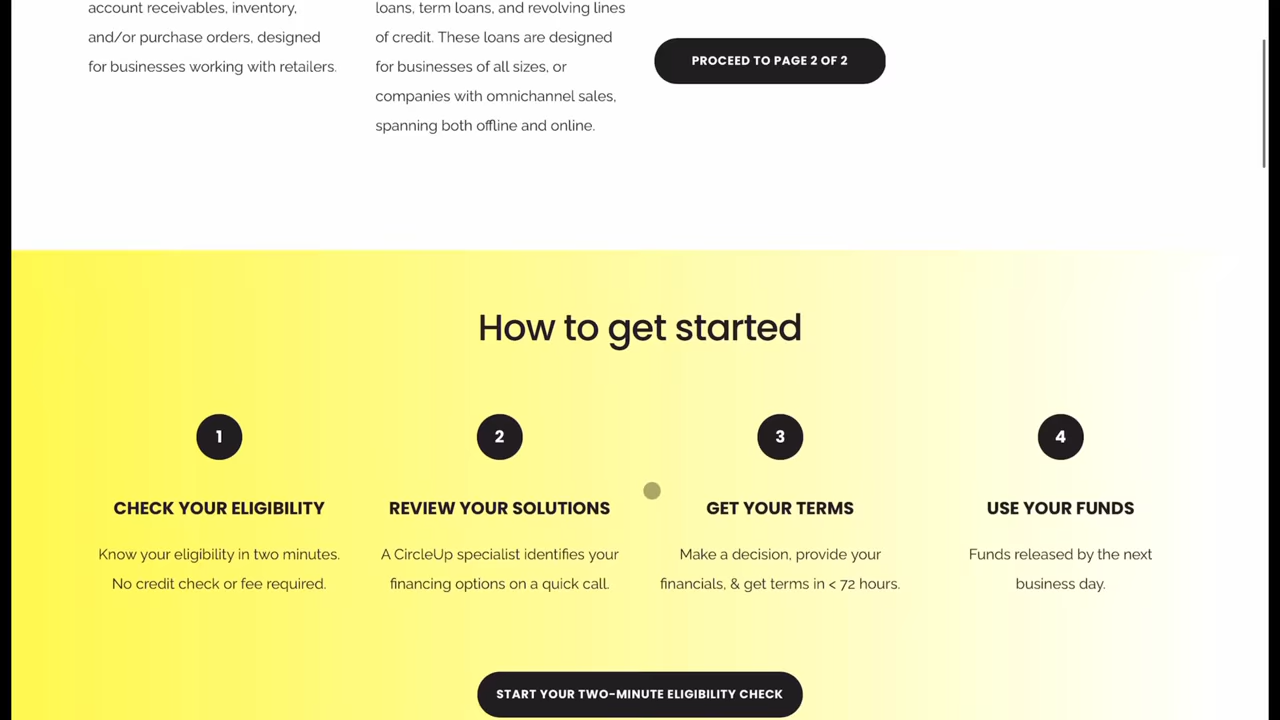 account receivables, inventory,
and/or purchase orders, designed
for businesses working with retailers.
loans, term loans, and revolving lines
of credit. These loans are designed
for businesses of all sizes, or
companies with omnichannel sales,
spanning both offline and online.
PROCEED TO PAGE 2 OF 2
How to get started
1
CHECK YOUR ELIGIBILITY
Know your eligibility in two minutes.
No credit check or fee required.
2
REVIEW YOUR SOLUTIONS
A CircleUp specialist identifies your
financing options on a quick call.
3
GET YOUR TERMS
Make a decision, provide your
financials, & get terms in < 72 hours.
4
USE YOUR FUNDS
Funds released by the next
business day.
START YOUR TWO-MINUTE ELIGIBILITY CHECK